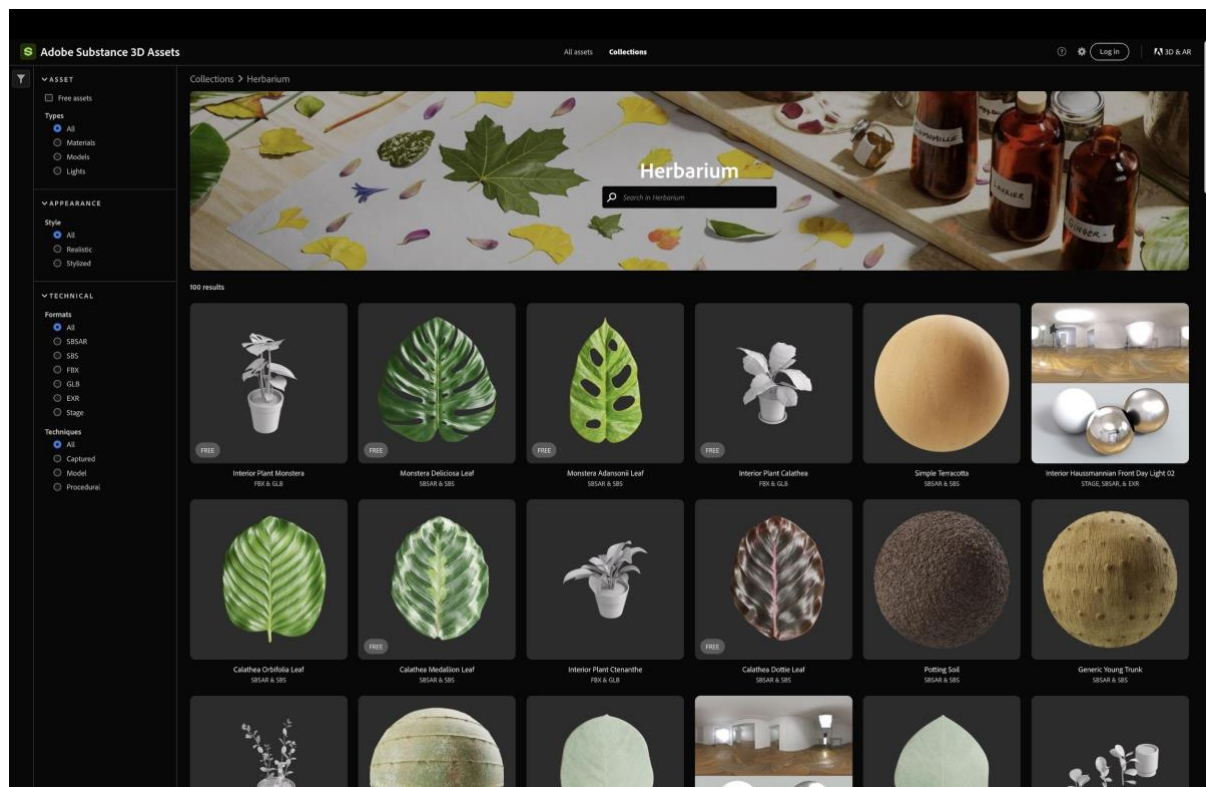 S Adobe Substance 3D Assets
All assets Collections
? Log in 3D & AR
ASSET
Free assets
Types
All
Materials
Models
Lights
APPEARANCE
Style
All
Realistic
Stylized
TECHNICAL
Formats
All
SBSAR
SBS
FBX
GLB
EXR
Stage
Techniques
All
Captured
Model
Procedural
Collections > Herbarium
Herbarium
Search in Herbarium
CAMOMILLE
LAURIER
GINGER-
100 results
FREE
FREE
FREE
FREE
Interior Plant Monstera
FBX & GLB
Monstera Deliciosa Leaf
SBSAR & SBS
Monstera Adansonii Leaf
SBSAR & SBS
Interior Plant Calathea
FBX & GLB
Simple Terracotta
SBSAR & SBS
Interior Haussmannian Front Day Light 02
STAGE, SBSAR, & EXR
FREE
FREE
Calathea Orbifolia Leaf
SBSAR & SBS
Calathea Medallion Leaf
SBSAR & SBS
Interior Plant Ctenanthe
FBX & GLB
Calathea Dottie Leaf
SBSAR & SBS
Potting Soil
SBSAR & SBS
Generic Young Trunk
SBSAR & SBS